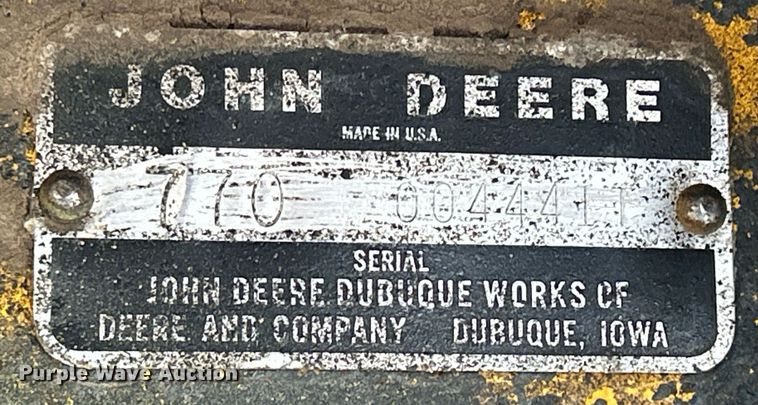 JOHN DEERE
MADE IN U.S.A.
770 004441T
SERIAL
JOHN DEERE DUBUQUE WORKS OF
DEERE AND COMPANY DUBUQUE, IOWA
Purple Wave Auction